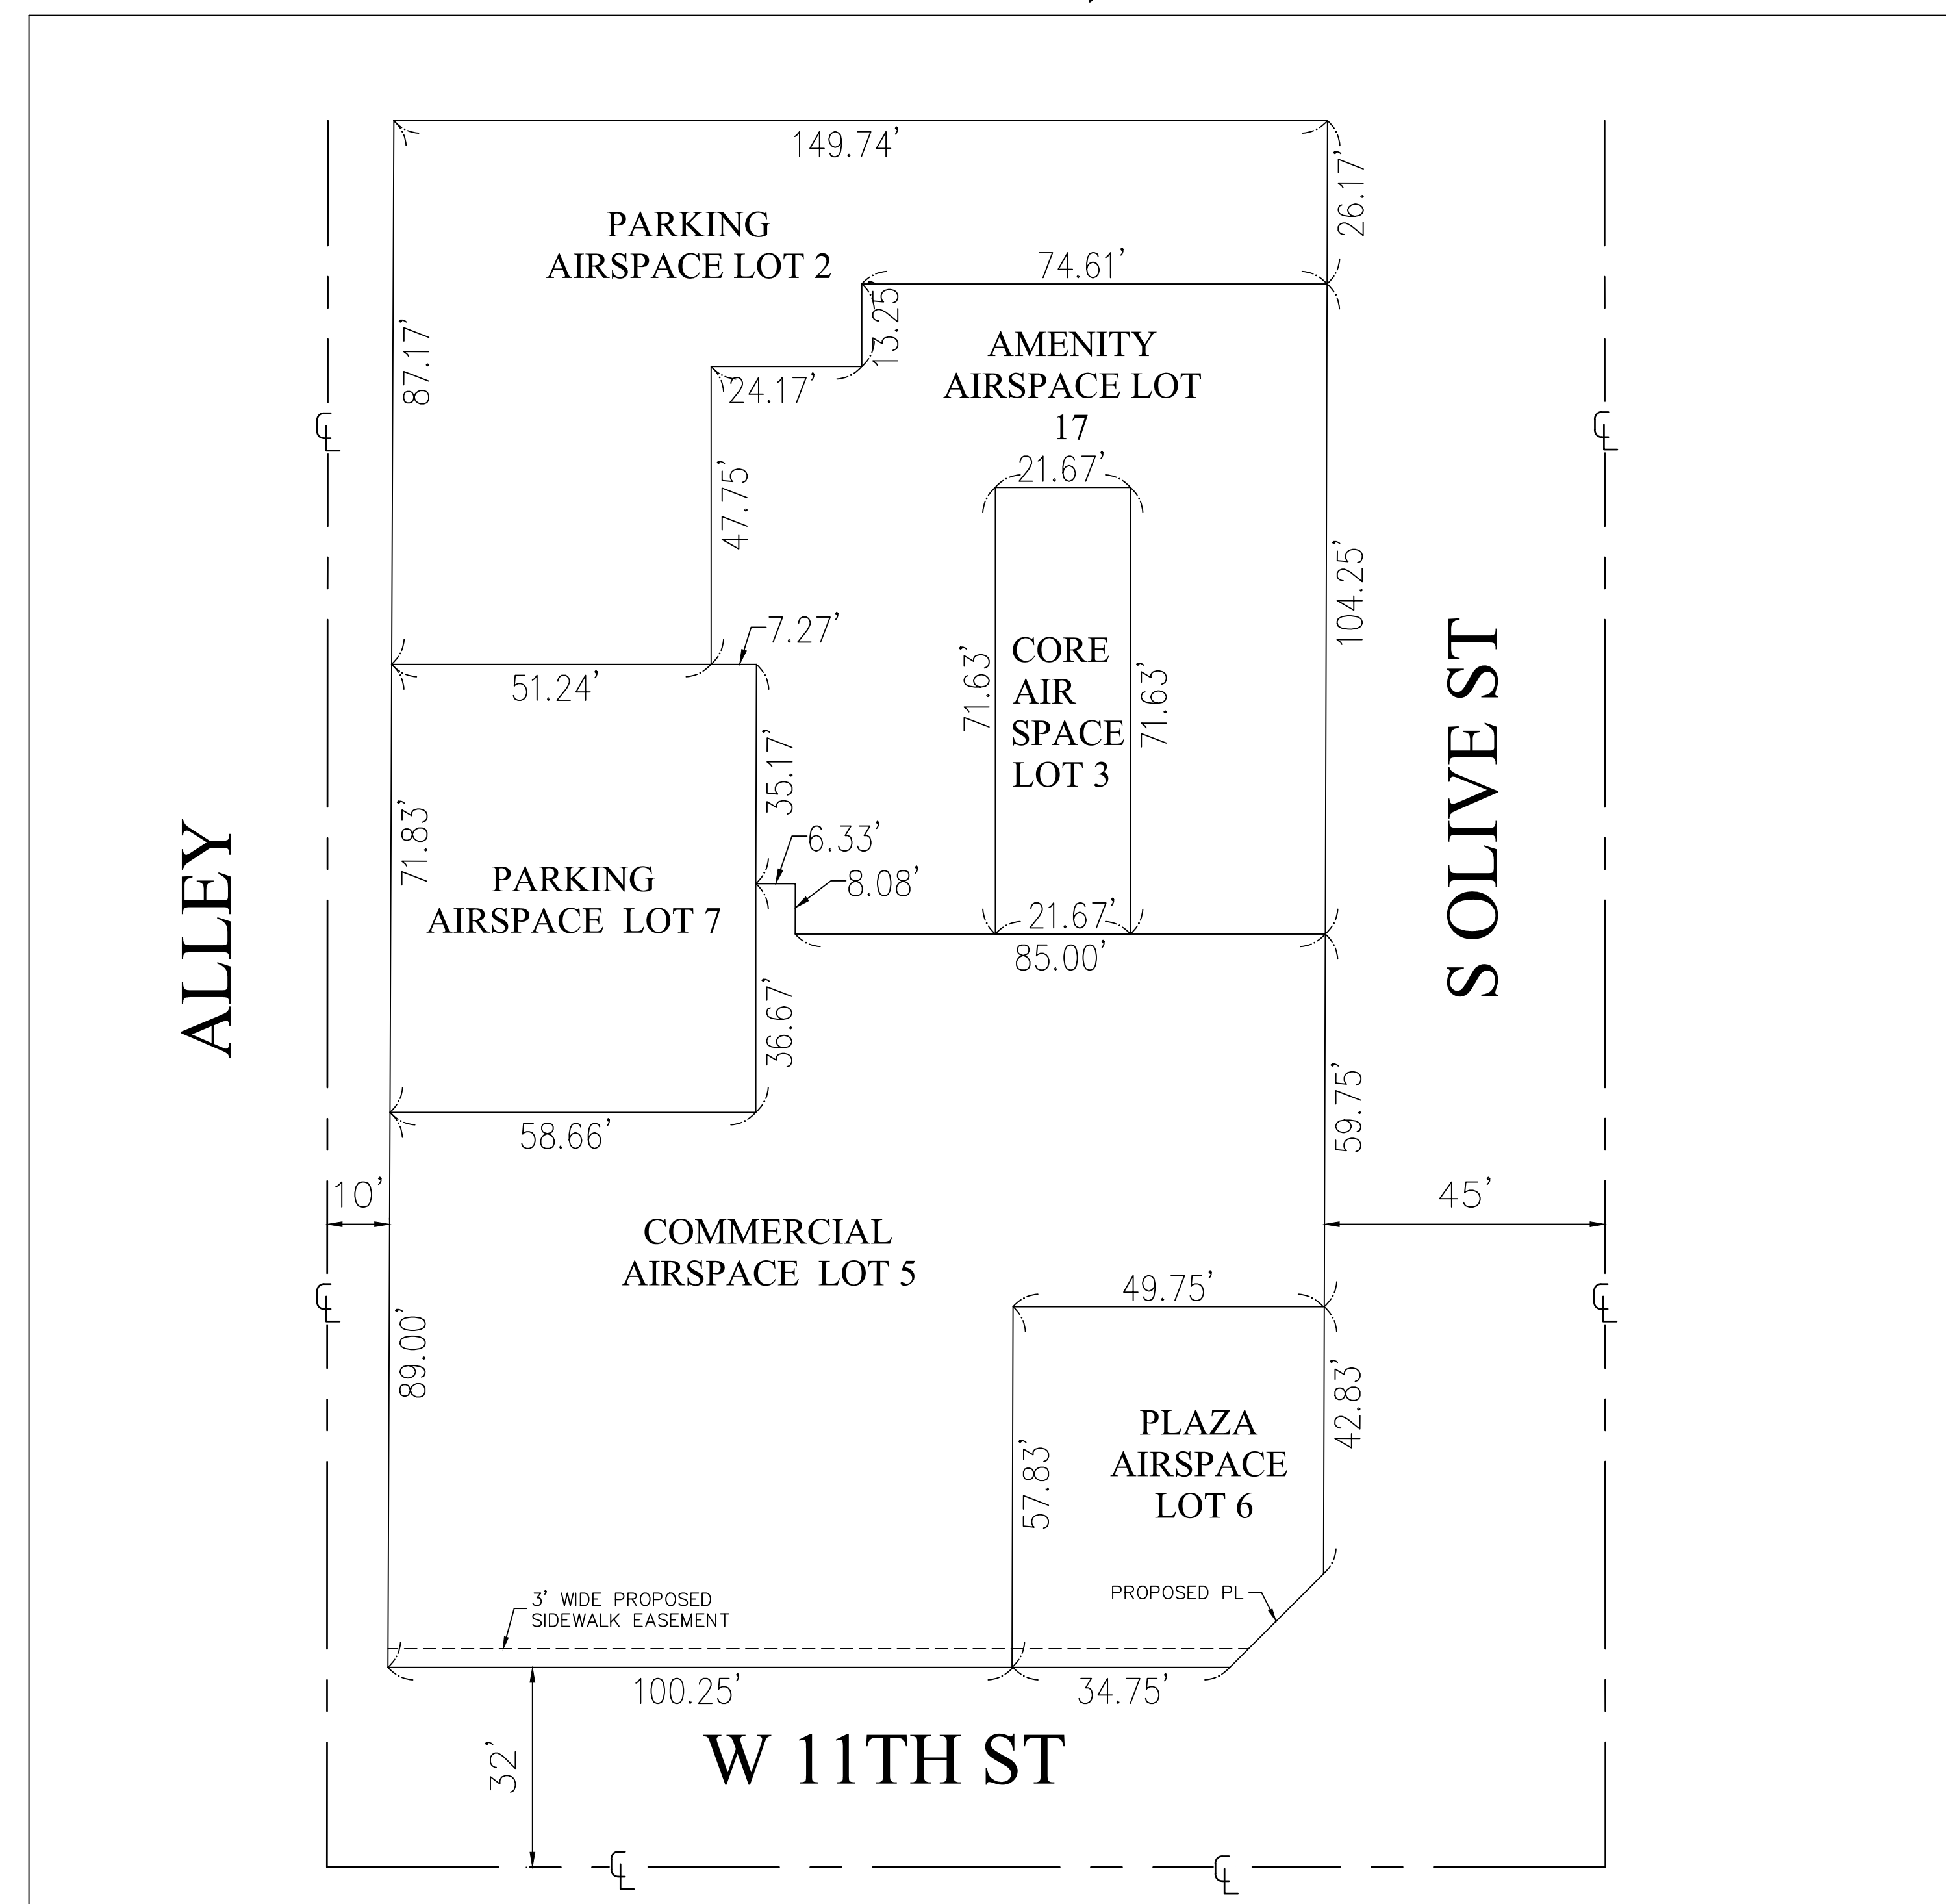 149.74'
26.17'
PARKING
AIRSPACE LOT 2
74.61'
13.25'
87.17'
24.17'
AMENITY
AIRSPACE LOT
17
21.67'
47.75'
104.25'
7.27'
51.24'
71.63'
CORE
AIR
SPACE
LOT 3
71.63'
S OLIVE ST
35.17'
71.83'
6.33'
8.08'
ALLEY
PARKING
AIRSPACE LOT 7
21.67'
85.00'
36.67'
58.66'
59.75'
10'
45'
COMMERCIAL
AIRSPACE LOT 5
49.75'
89.00'
42.83'
57.83'
PLAZA
AIRSPACE
LOT 6
3' WIDE PROPOSED
SIDEWALK EASEMENT
PROPOSED PL
100.25'
34.75'
32'
W 11TH ST